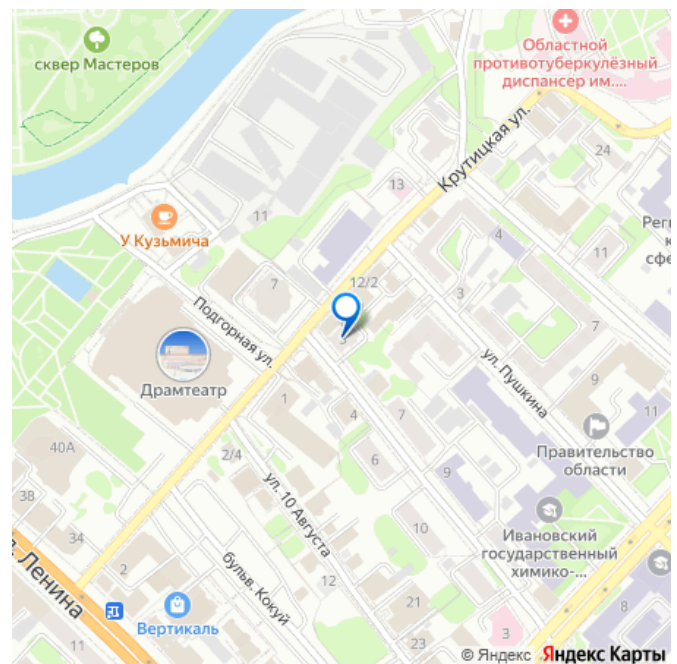 сквер Мастеров
Областной
противотуберкулёзный
диспансер им....
Крутицкая ул.
24
13
11
У Кузьмича
4
11
Рег
к
сфе
7
12/2
3
Подгорная ул.
3
7
Драмтеатр
ул. Пушкина
9
1
4
7
11
Правительство
области
40А
2/4
6
9
38
ул. 10 Августа
34
10
Ивановский
государственный
химико-...
Ленина
2
бульв. Кокуй
12
21
8
Вертикаль
11
23
3
© Яндекс Яндекс Карты